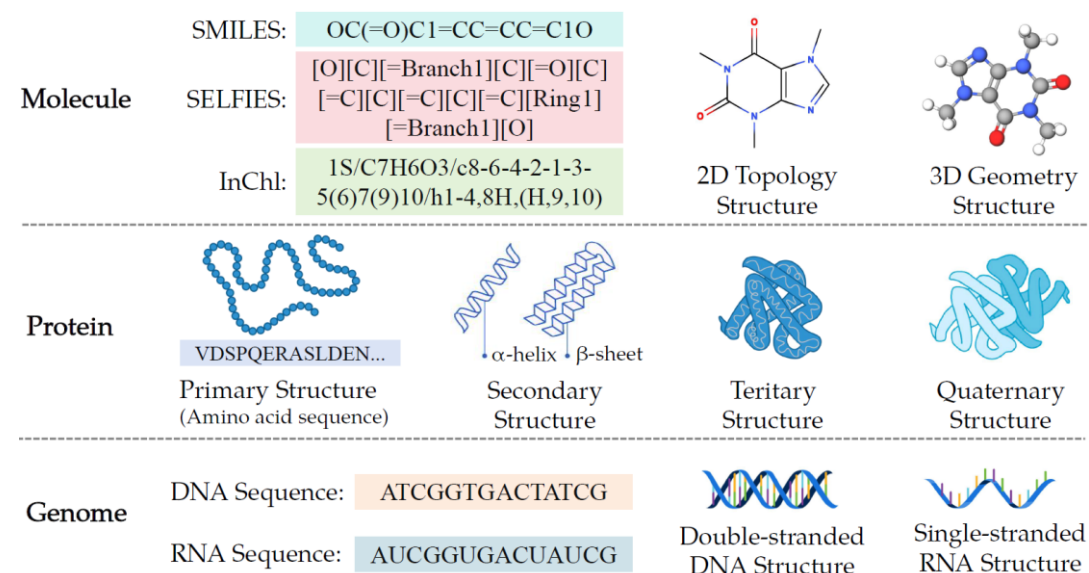 Molecule
SMILES:
OC(=O)C1=CC=CC=C1O
SELFIES:
[O][C][=Branch1][C][=O][C]
[=C][C][=C][C][=C][Ring1]
[=Branch1][O]
InChl:
1S/C7H6O3/c8-6-4-2-1-3-
5(6)7(9)10/h1-4,8H,(H,9,10)
O
N
N
O
N
N
2D Topology
Structure
3D Geometry
Structure
Protein
VDSPQERASLDEN...
Primary Structure
(Amino acid sequence)
α-helix
β-sheet
Secondary
Structure
Teritary
Structure
Quaternary
Structure
Genome
DNA Sequence:
ATCGGTGACTATCG
RNA Sequence:
AUCGGUGACUAUCG
Double-stranded
DNA Structure
Single-stranded
RNA Structure